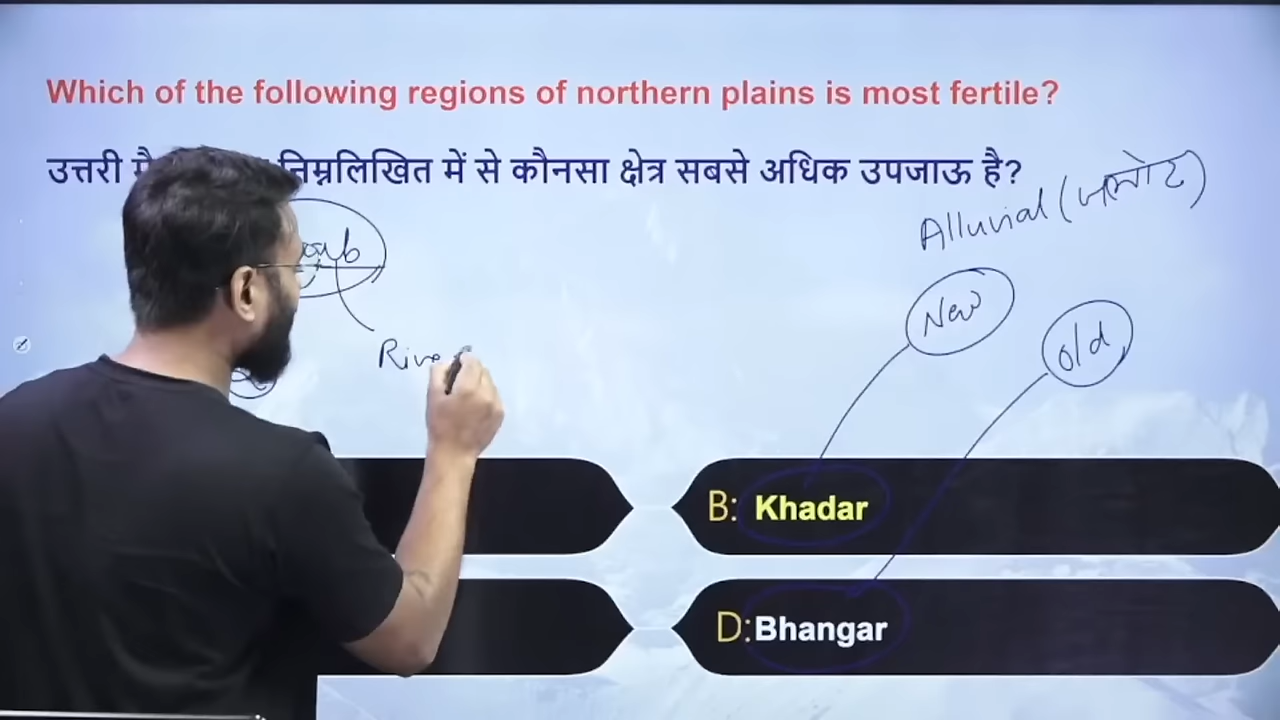 Which of the following regions of northern plains is most fertile?
उत्तरी निम्नलिखित में से कौनसा क्षेत्र सबसे अधिक उपजाऊ है?
Alluvial (जलोढ)
New
old
B: Khadar
D: Bhangar